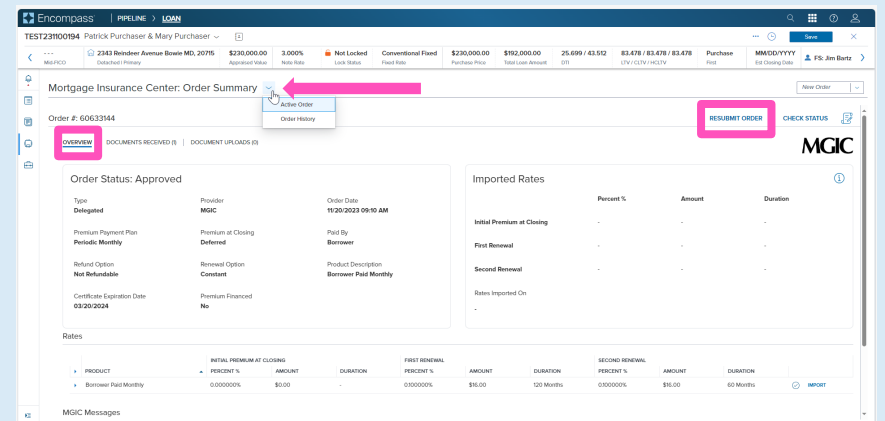 Encompass® | PIPELINE > LOAN
TEST231100194 Patrick Purchaser & Mary Purchaser
Save
--- 2343 Reindeer Avenue Bowie MD, 20715 $230,000.00 3.000% Not Locked Conventional Fixed $230,000.00 $192,000.00 25.699 / 43.512 83.478 / 83.478 / 83.478 Purchase MM/DD/YYYY FS: Jim Bartz
Mid-FICO Detached | Primary Appraised Value Note Rate Lock Status Fixed Rate Purchase Price Total Loan Amount DTI LTV / CLTV / HCLTV First Est Closing Date
Mortgage Insurance Center: Order Summary
New Order
Active Order
Order History
Order #: 60633144
RESUBMIT ORDER CHECK STATUS
OVERVIEW DOCUMENTS RECEIVED (1) | DOCUMENT UPLOADS (0)
MGIC
Order Status: Approved
Type Provider Order Date
Delegated MGIC 11/20/2023 09:10 AM
Premium Payment Plan Premium at Closing Paid By
Periodic Monthly Deferred Borrower
Refund Option Renewal Option Product Description
Not Refundable Constant Borrower Paid Monthly
Certificate Expiration Date Premium Financed
03/20/2024 No
Imported Rates
Percent % Amount Duration
Initial Premium at Closing - - -
First Renewal - - -
Second Renewal - - -
Rates Imported On
-
Rates
INITIAL PREMIUM AT CLOSING FIRST RENEWAL SECOND RENEWAL
PRODUCT PERCENT % AMOUNT DURATION PERCENT % AMOUNT DURATION PERCENT % AMOUNT DURATION
Borrower Paid Monthly 0.000000% $0.00 - 0.100000% $16.00 120 Months 0.100000% $16.00 60 Months IMPORT
MGIC Messages